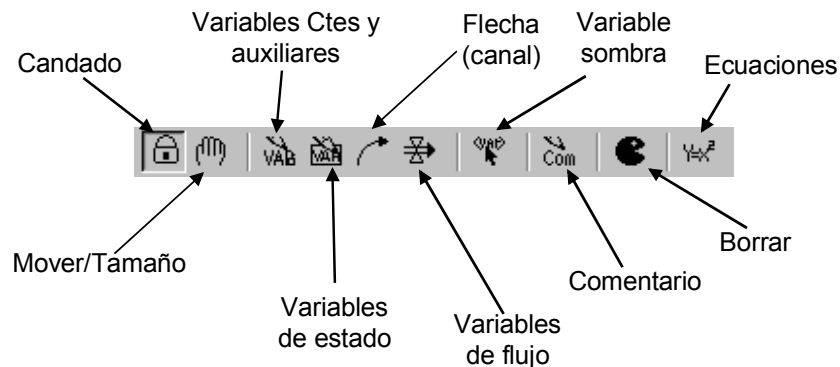 Variables Ctes y
auxiliares
Flecha
(canal)
Variable
sombra
Candado
Ecuaciones
VAB
VAR
<VAR>
Com
Y=X²
Mover/Tamaño
Variables
de estado
Variables
de flujo
Comentario
Borrar